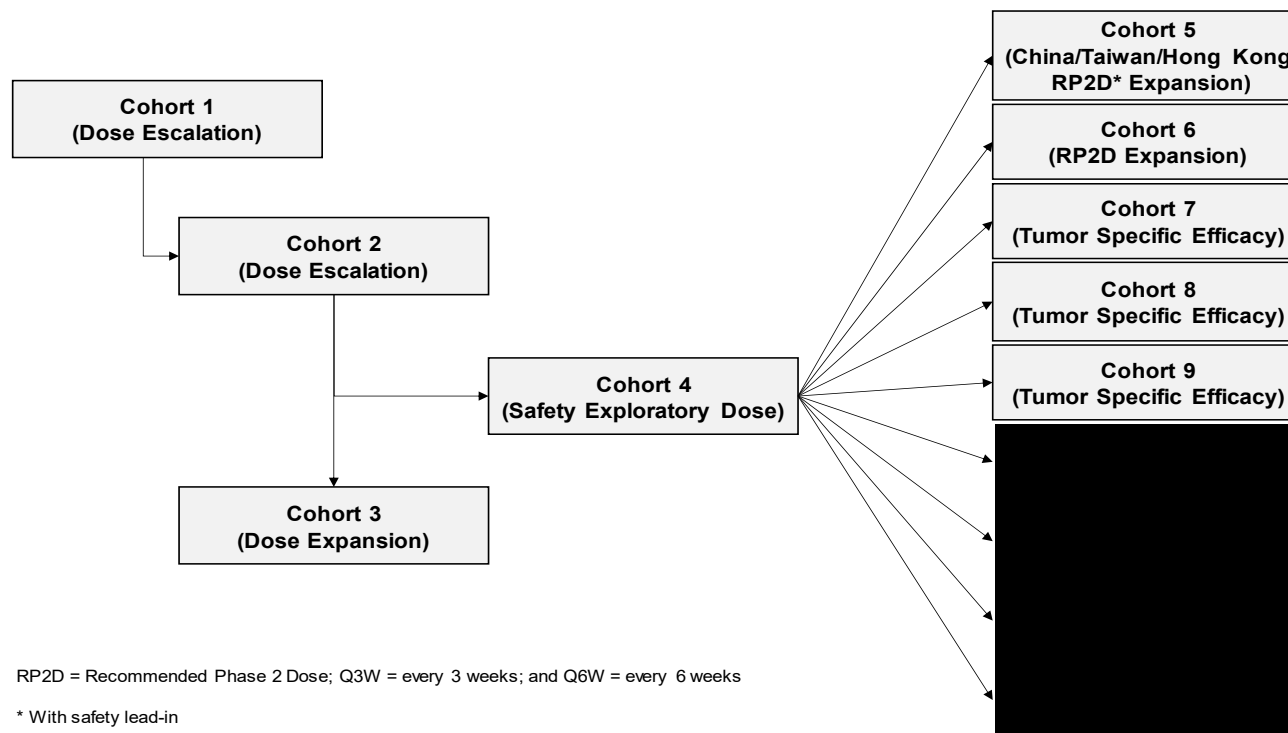 Cohort 1
(Dose Escalation)
Cohort 2
(Dose Escalation)
Cohort 3
(Dose Expansion)
Cohort 4
(Safety Exploratory Dose)
Cohort 5
(China/Taiwan/Hong Kong
RP2D* Expansion)
Cohort 6
(RP2D Expansion)
Cohort 7
(Tumor Specific Efficacy)
Cohort 8
(Tumor Specific Efficacy)
Cohort 9
(Tumor Specific Efficacy)
RP2D = Recommended Phase 2 Dose; Q3W = every 3 weeks; and Q6W = every 6 weeks
* With safety lead-in